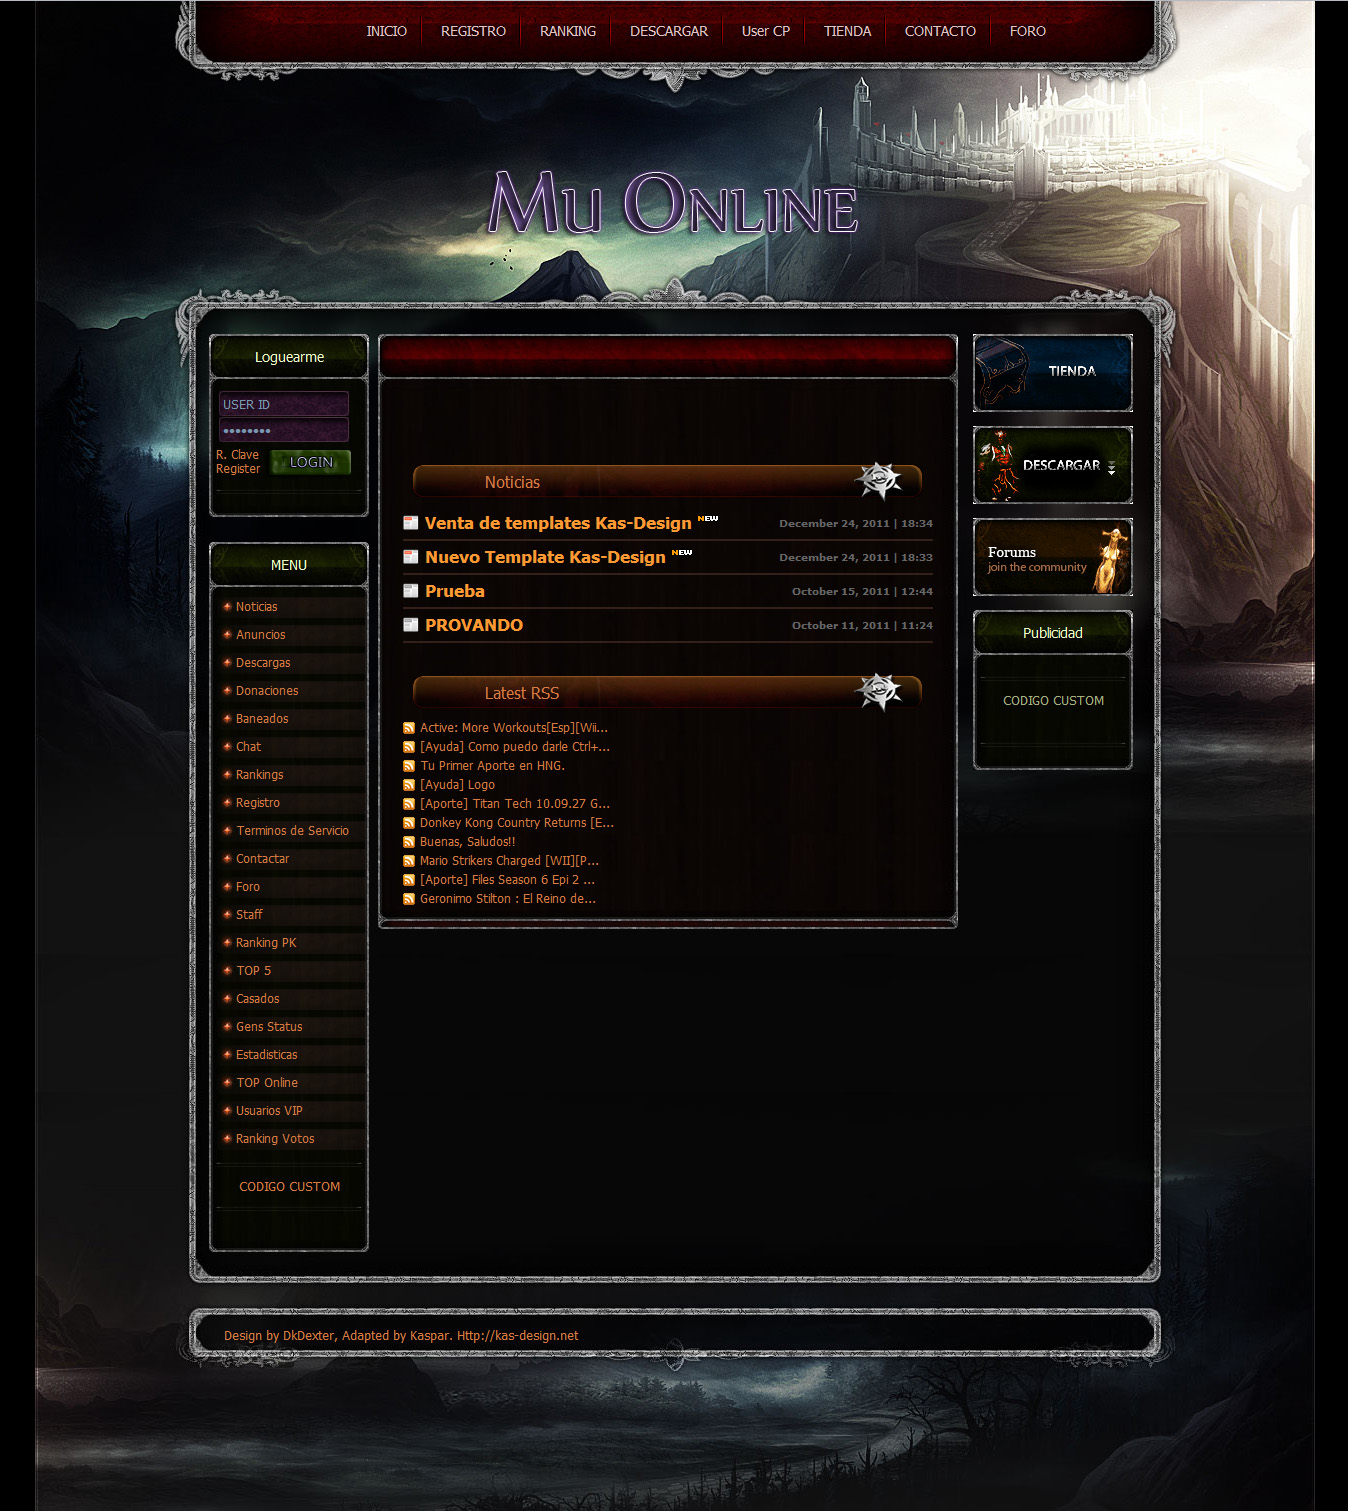 INICIO REGISTRO RANKING DESCARGAR User CP TIENDA CONTACTO FORO
Mu Online
Loguearme
USER ID
••••••••
R. Clave
Register
LOGIN
MENU
Noticias
Anuncios
Descargas
Donaciones
Baneados
Chat
Rankings
Registro
Terminos de Servicio
Contactar
Foro
Staff
Ranking PK
TOP 5
Casados
Gens Status
Estadisticas
TOP Online
Usuarios VIP
Ranking Votos
CODIGO CUSTOM
Noticias
Venta de templates Kas-Design NEW December 24, 2011 | 18:34
Nuevo Template Kas-Design NEW December 24, 2011 | 18:33
Prueba October 15, 2011 | 12:44
PROVANDO October 11, 2011 | 11:24
Latest RSS
Active: More Workouts[Esp][Wii...
[Ayuda] Como puedo darle Ctrl+...
Tu Primer Aporte en HNG.
[Ayuda] Logo
[Aporte] Titan Tech 10.09.27 G...
Donkey Kong Country Returns [E...
Buenas, Saludos!!
Mario Strikers Charged [WII][P...
[Aporte] Files Season 6 Epi 2 ...
Geronimo Stilton : El Reino de...
TIENDA
DESCARGAR
Forums
join the community
Publicidad
CODIGO CUSTOM
Design by DkDexter, Adapted by Kaspar. Http://kas-design.net